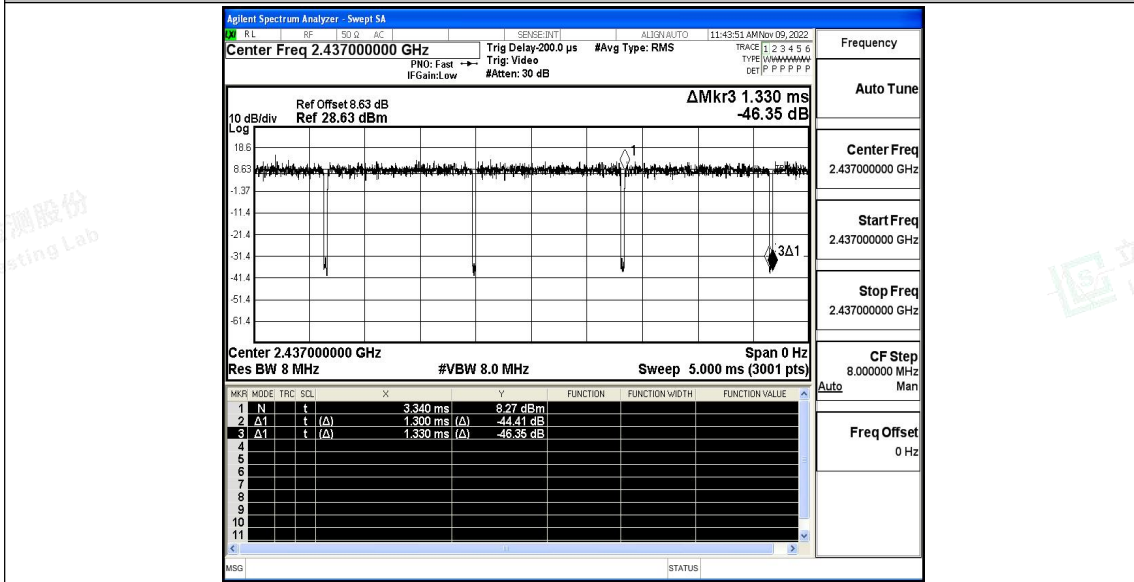 Agilent Spectrum Analyzer - Swept SA
LXI RL RF 50 Ω AC SENSE:INT ALIGN AUTO 11:43:51 AM Nov 09, 2022
Center Freq 2.437000000 GHz
PNO: Fast
IFGain:Low
Trig Delay-200.0 µs
Trig: Video
#Atten: 30 dB
#Avg Type: RMS
TRACE 1 2 3 4 5 6
TYPE WWWWWW
DET P P P P P P
ΔMkr3 1.330 ms
-46.35 dB
Ref Offset 8.63 dB
10 dB/div Ref 28.63 dBm
Log
18.6
8.63
-1.37
-11.4
-21.4
-31.4
-41.4
-51.4
-61.4
1
3Δ1
Center 2.437000000 GHz Span 0 Hz
Res BW 8 MHz #VBW 8.0 MHz Sweep 5.000 ms (3001 pts)
MKR MODE TRC SCL X Y FUNCTION FUNCTION WIDTH FUNCTION VALUE
1 N t 3.340 ms 8.27 dBm
2 Δ1 t (Δ) 1.300 ms (Δ) -44.41 dB
3 Δ1 t (Δ) 1.330 ms (Δ) -46.35 dB
4
5
6
7
8
9
10
11
MSG STATUS
Frequency
Auto Tune
Center Freq
2.437000000 GHz
Start Freq
2.437000000 GHz
Stop Freq
2.437000000 GHz
CF Step
8.000000 MHz
Auto Man
Freq Offset
0 Hz
测股份
sting Lab
立